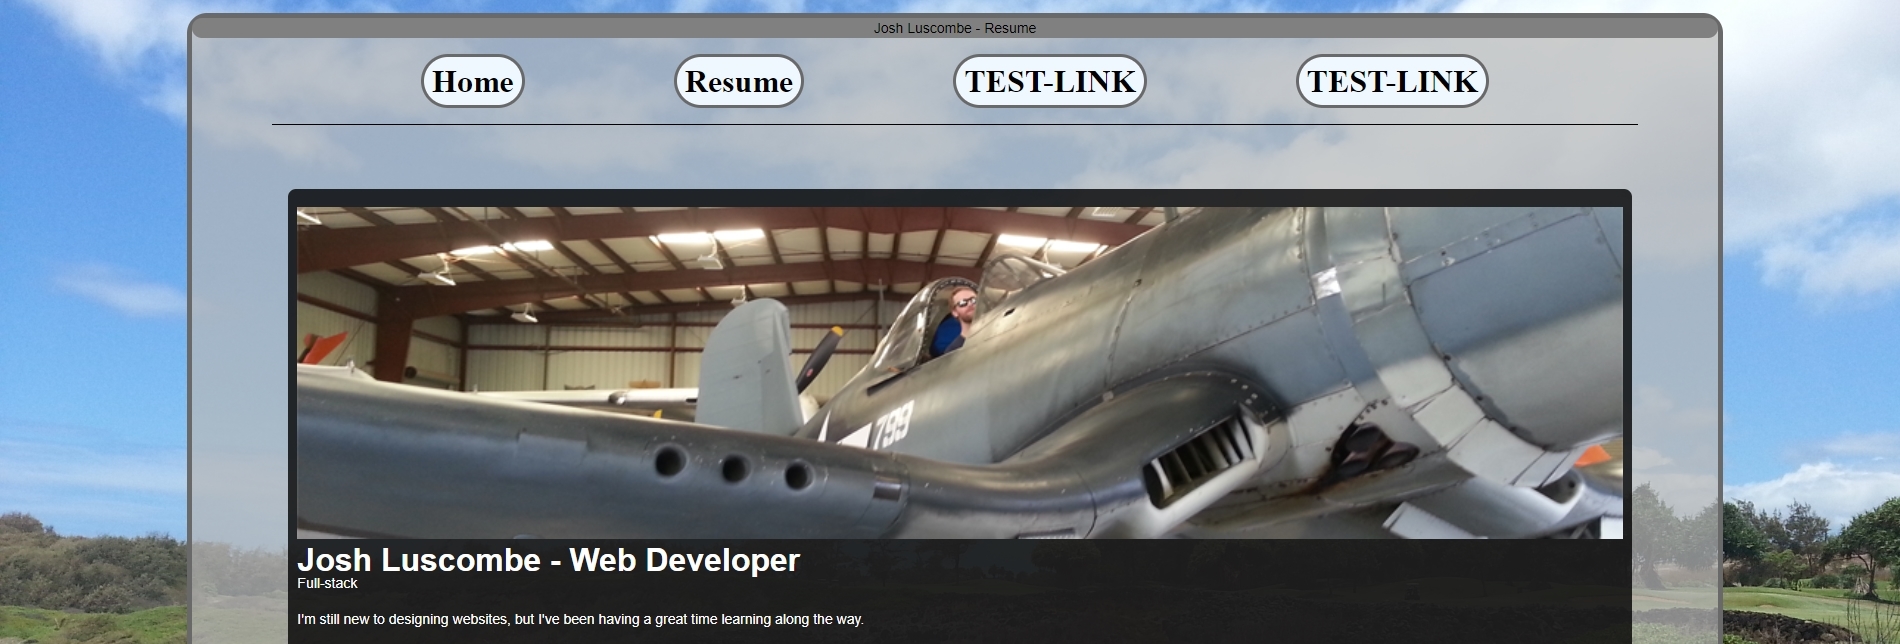 Josh Luscombe - Resume
Home
Resume
TEST-LINK
TEST-LINK
799
Josh Luscombe - Web Developer
Full-stack
I'm still new to designing websites, but I've been having a great time learning along the way.